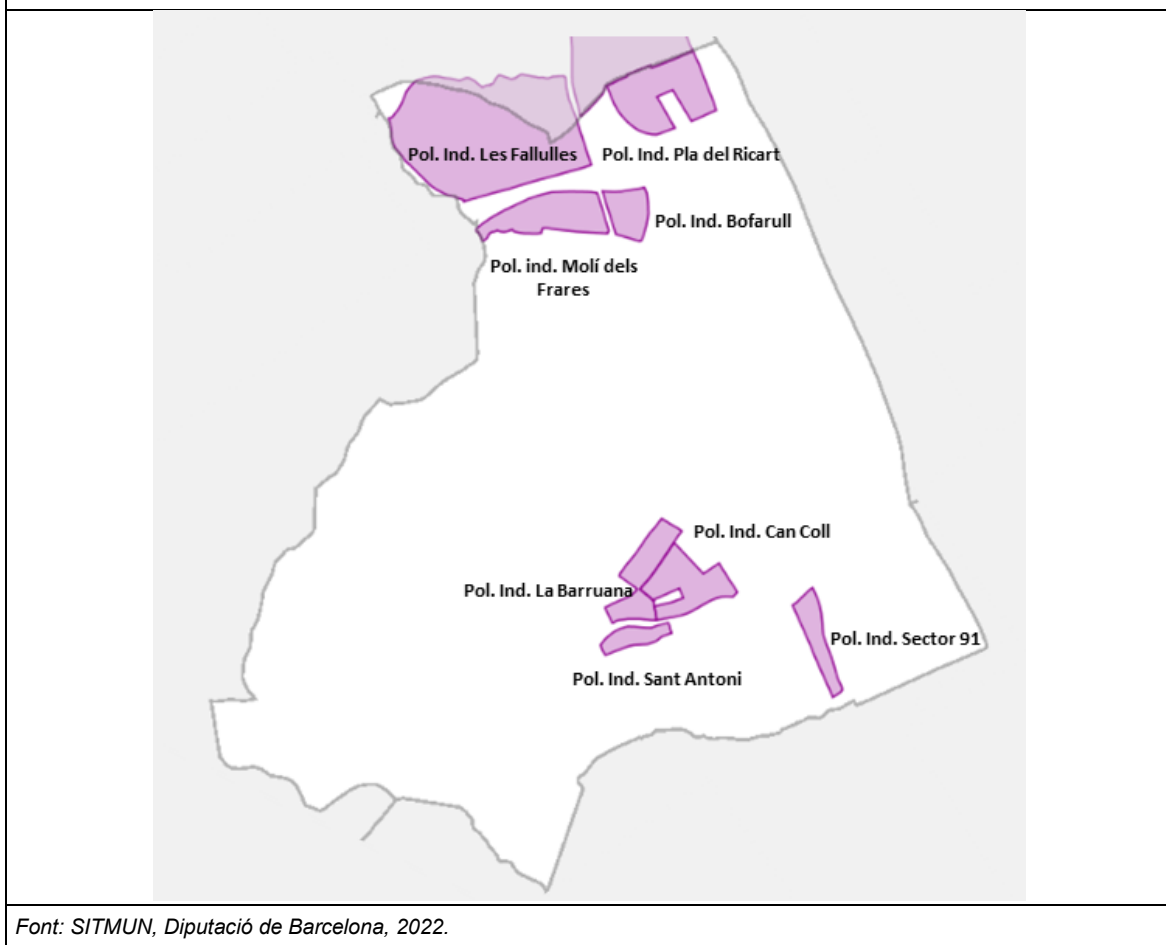 Pol. Ind. Les Fallulles
Pol. Ind. Pla del Ricart
Pol. Ind. Bofarull
Pol. ind. Molí dels
Frares
Pol. Ind. Can Coll
Pol. Ind. La Barruana
Pol. Ind. Sector 91
Pol. Ind. Sant Antoni
Font: SITMUN, Diputació de Barcelona, 2022.